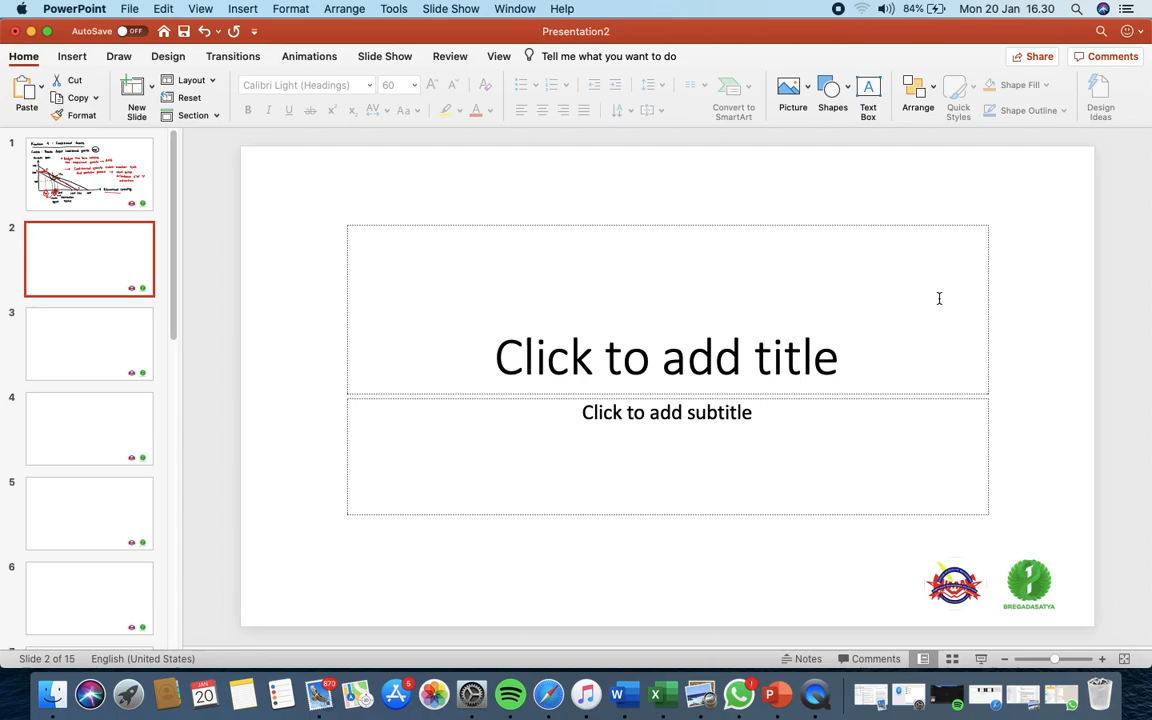 PowerPoint File Edit View Insert Format Arrange Tools Slide Show Window Help 84% Mon 20 Jan 16.30
AutoSave OFF Presentation2
Home Insert Draw Design Transitions Animations Slide Show Review View Tell me what you want to do Share Comments
Paste Cut Copy Format
New Slide Layout Reset Section
Calibri Light (Headings) 60
Convert to SmartArt
Picture Shapes Text Box Arrange Quick Styles Shape Fill Shape Outline Design Ideas
1
2
3
4
5
6
Click to add title
Click to add subtitle
BREGADASATYA
Slide 2 of 15 English (United States) Notes Comments
20
5
870